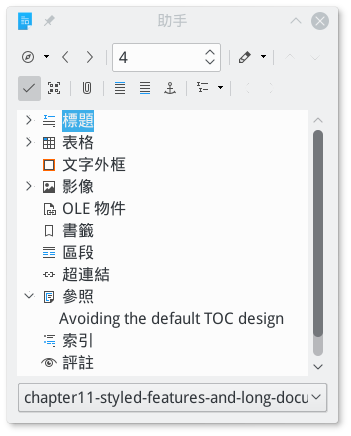 助手
4
標題
表格
文字外框
影像
OLE 物件
書籤
區段
超連結
參照
Avoiding the default TOC design
索引
評註
chapter11-styled-features-and-long-docu